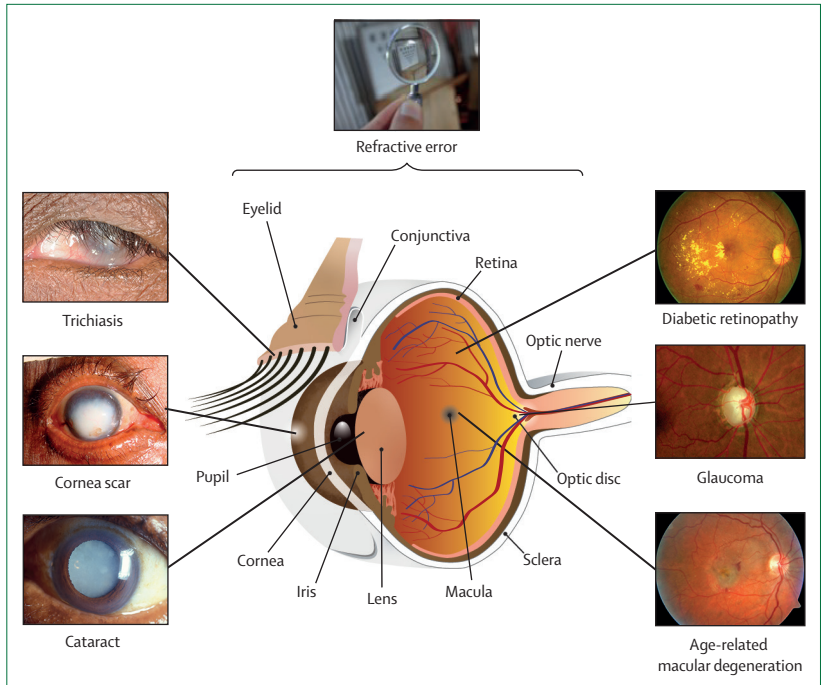 Refractive error
Eyelid
Conjunctiva
Retina
Trichiasis
Diabetic retinopathy
Optic nerve
Pupil
Optic disc
Cornea scar
Glaucoma
Cornea
Sclera
Iris
Lens
Macula
Cataract
Age-related
macular degeneration